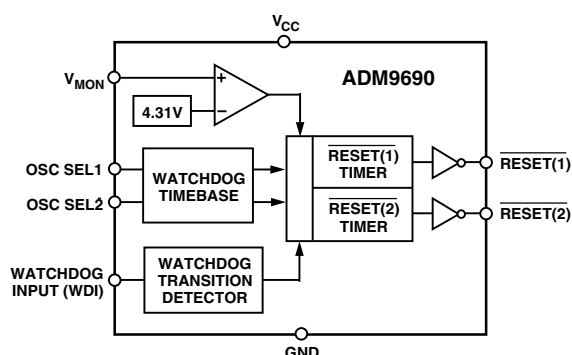 VCC
VMON
ADM9690
+
4.31V
−
OSC SEL1
OSC SEL2
WATCHDOG
TIMEBASE
RESET(1)
TIMER
RESET(1)
RESET(2)
TIMER
RESET(2)
WATCHDOG
INPUT (WDI)
WATCHDOG
TRANSITION
DETECTOR
GND